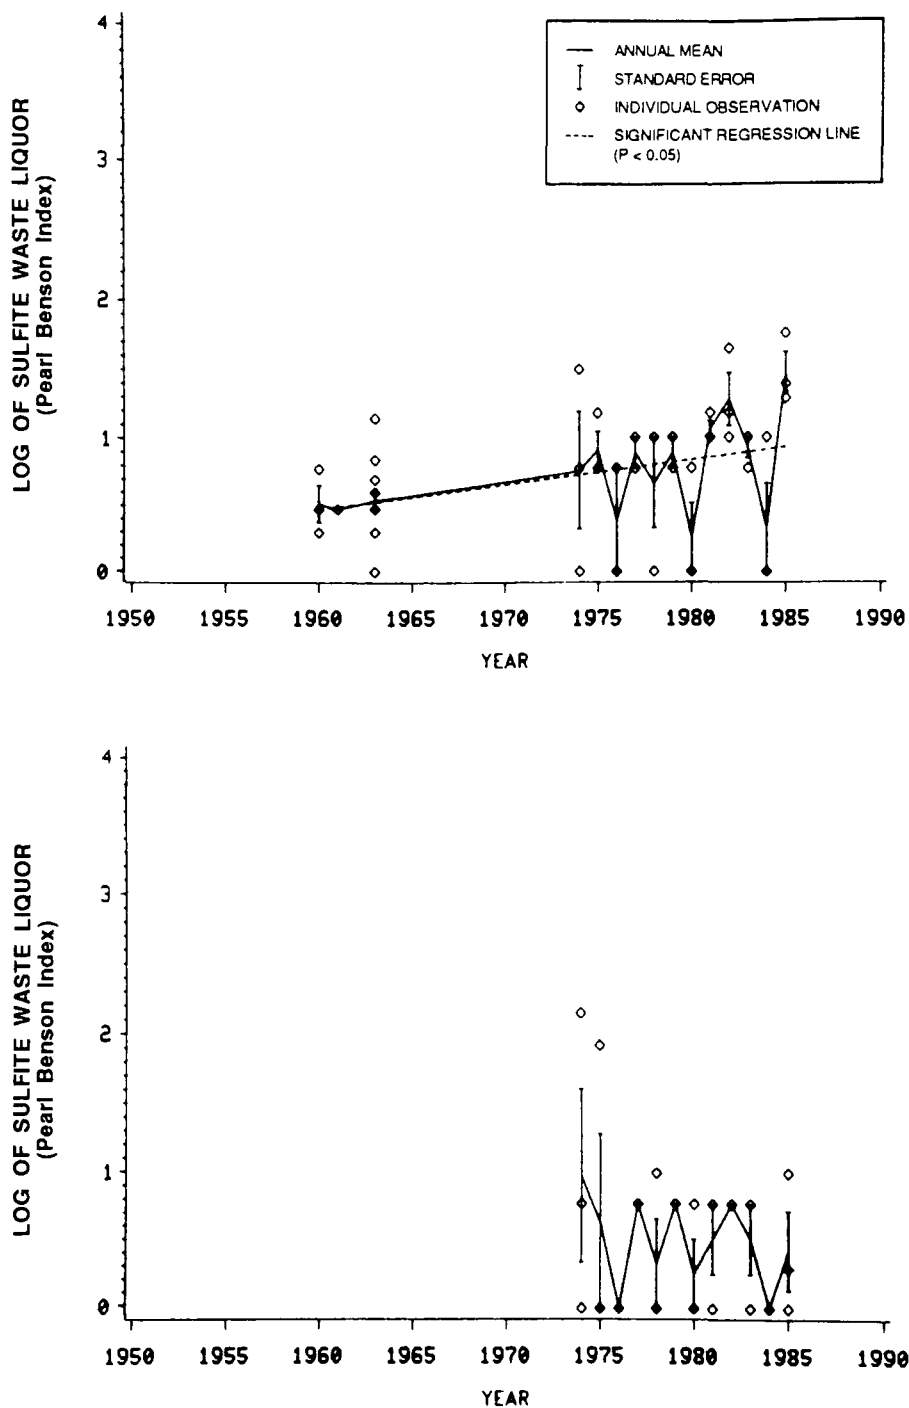 4
3
2
1
0
LOG OF SULFITE WASTE LIQUOR
(Pearl Benson Index)
ANNUAL MEAN
STANDARD ERROR
INDIVIDUAL OBSERVATION
SIGNIFICANT REGRESSION LINE
(P < 0.05)
1950 1955 1960 1965 1970 1975 1980 1985 1990
YEAR
4
3
2
1
0
LOG OF SULFITE WASTE LIQUOR
(Pearl Benson Index)
1950 1955 1960 1965 1970 1975 1980 1985 1990
YEAR